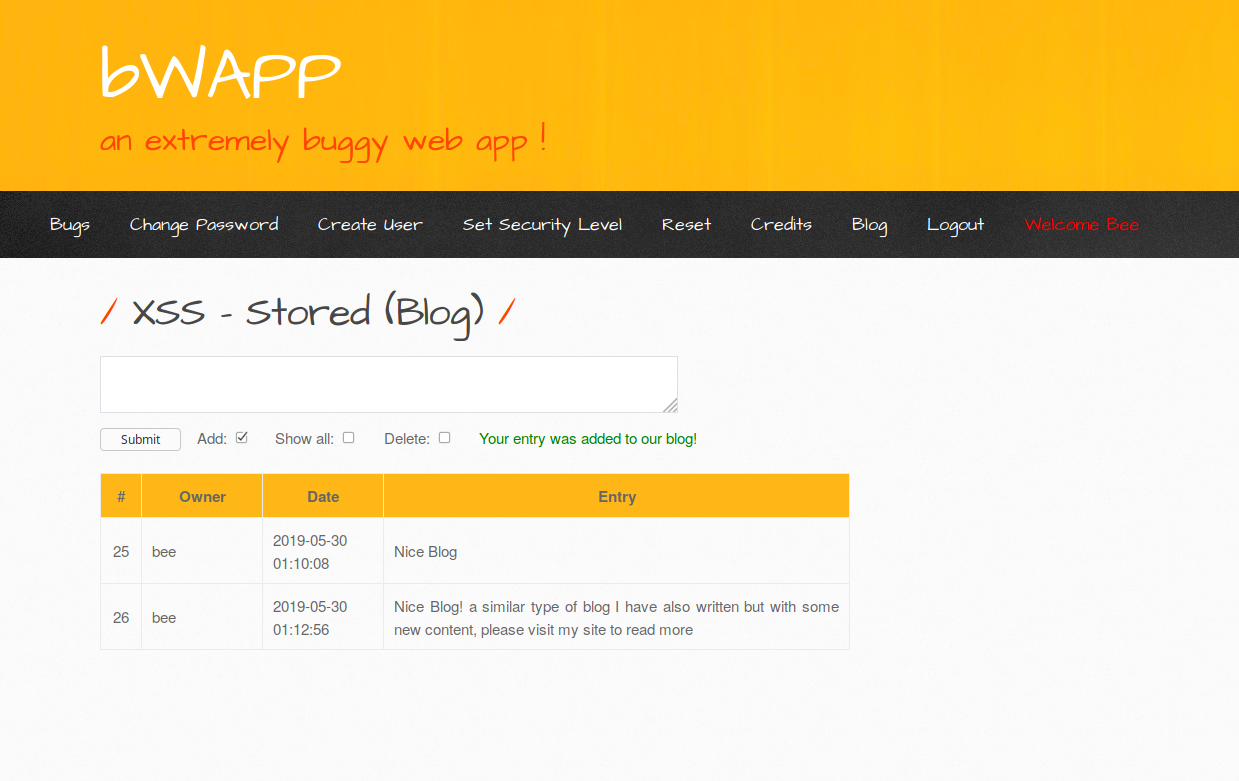 bWAPP
an extremely buggy web app !
Bugs Change Password Create User Set Security Level Reset Credits Blog Logout Welcome Bee
/ XSS - Stored (Blog) /
Submit Add: Show all: Delete: Your entry was added to our blog!
# Owner Date Entry
25 bee 2019-05-30 01:10:08 Nice Blog
26 bee 2019-05-30 01:12:56 Nice Blog! a similar type of blog I have also written but with some
new content, please visit my site to read more